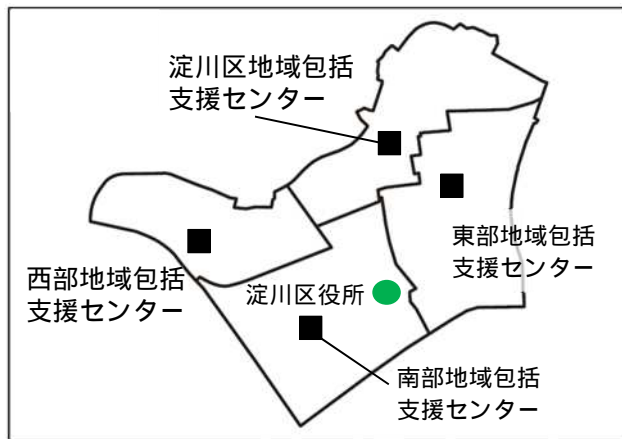 淀川区地域包括
支援センター
東部地域包括
支援センター
西部地域包括
支援センター
淀川区役所
南部地域包括
支援センター